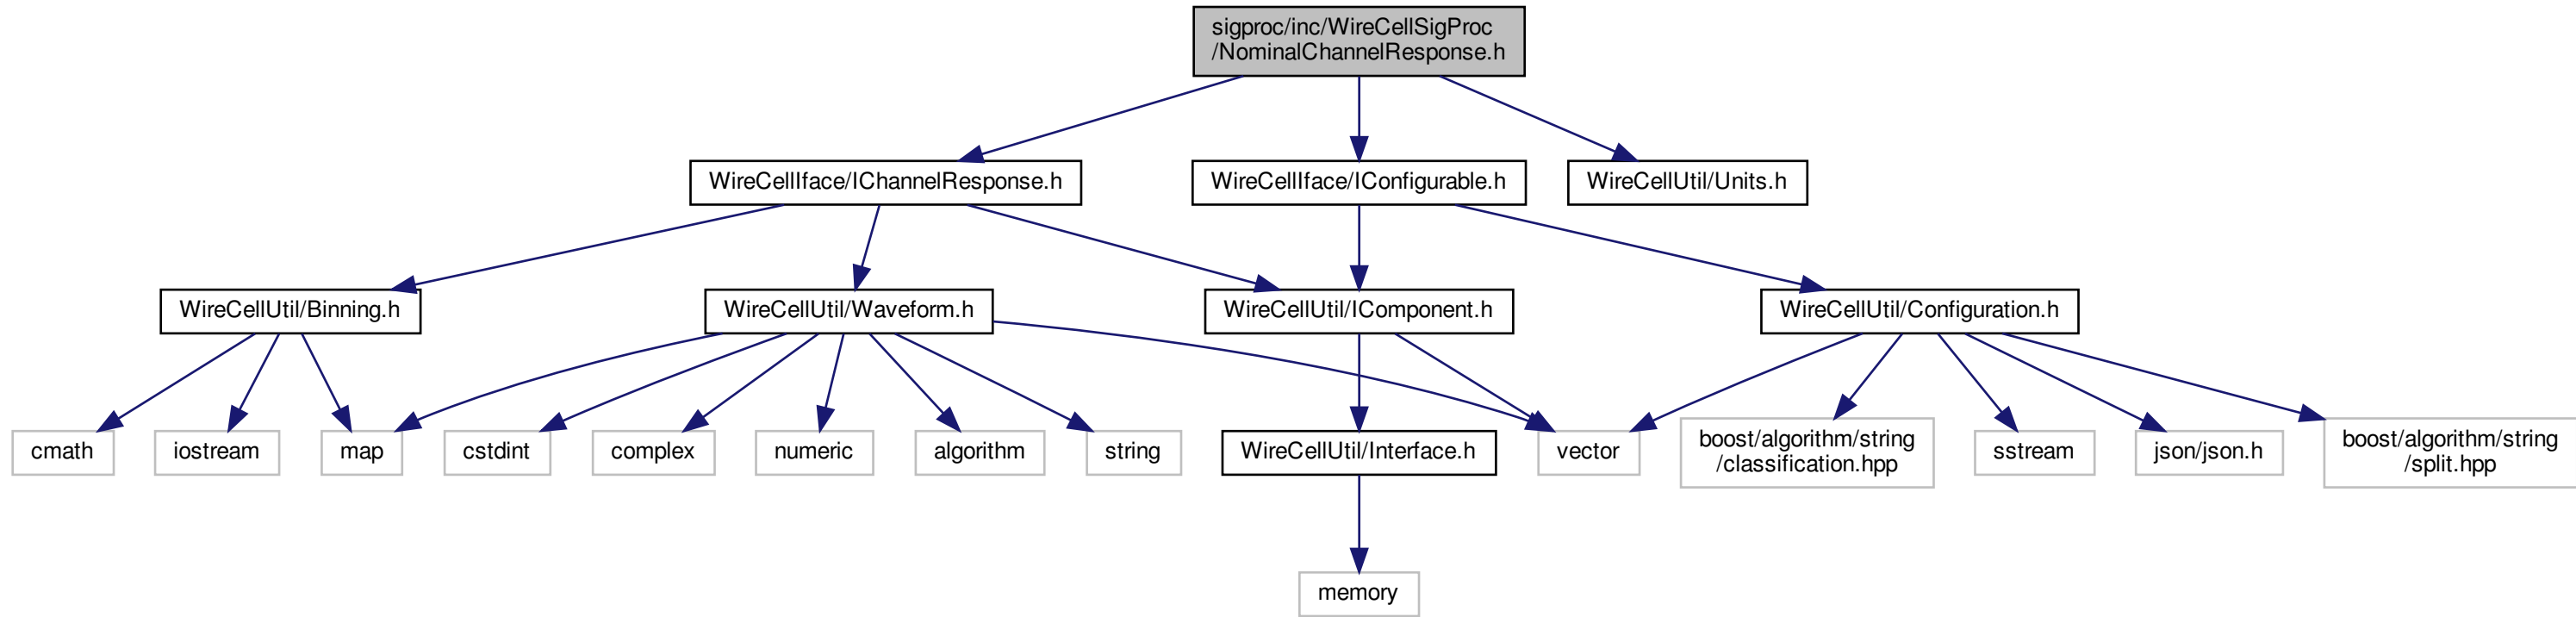 sigproc/inc/WireCellSigProc
/NominalChannelResponse.h
WireCellIface/IChannelResponse.h
WireCellIface/IConfigurable.h
WireCellUtil/Units.h
WireCellUtil/Binning.h
WireCellUtil/Waveform.h
WireCellUtil/IComponent.h
WireCellUtil/Configuration.h
cmath
iostream
map
cstdint
complex
numeric
algorithm
string
WireCellUtil/Interface.h
vector
boost/algorithm/string
/classification.hpp
sstream
json/json.h
boost/algorithm/string
/split.hpp
memory